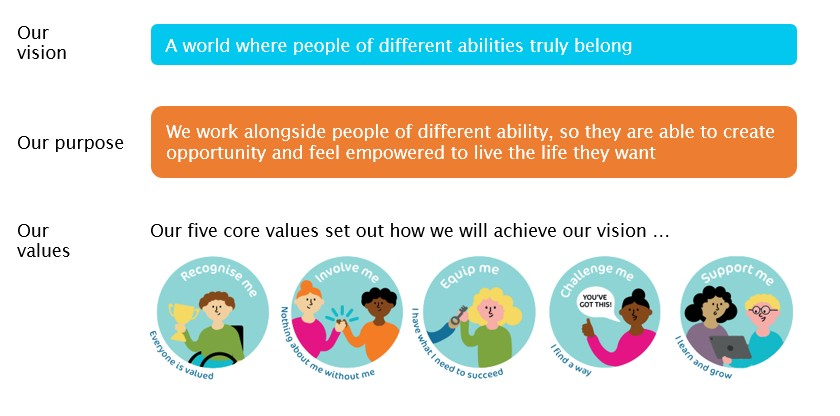 Our
vision
A world where people of different abilities truly belong
Our purpose
We work alongside people of different ability, so they are able to create
opportunity and feel empowered to live the life they want
Our
values
Our five core values set out how we will achieve our vision …
Recognise me
Everyone is valued
Involve me
Nothing about me without me
Equip me
I have what I need to succeed
Challenge me
YOU'VE
GOT THIS!
I find a way
Support me
I learn and grow